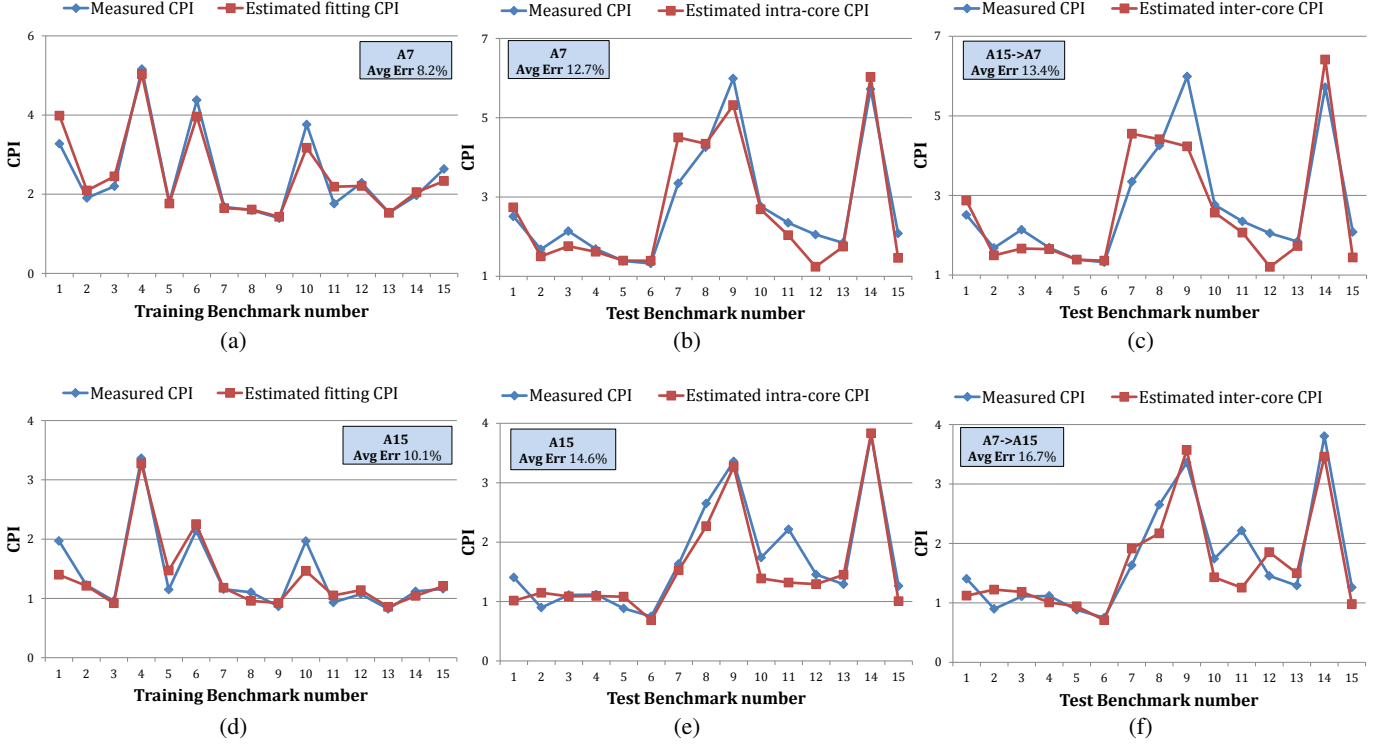 Measured CPI Estimated fitting CPI
A7
Avg Err 8.2%
CPI
6
4
2
0
1 2 3 4 5 6 7 8 9 10 11 12 13 14 15
Training Benchmark number
(a)
Measured CPI Estimated intra-core CPI
A7
Avg Err 12.7%
CPI
7
5
3
1
1 2 3 4 5 6 7 8 9 10 11 12 13 14 15
Test Benchmark number
(b)
Measured CPI Estimated inter-core CPI
A15->A7
Avg Err 13.4%
CPI
7
5
3
1
1 2 3 4 5 6 7 8 9 10 11 12 13 14 15
Test Benchmark number
(c)
Measured CPI Estimated fitting CPI
A15
Avg Err 10.1%
CPI
4
3
2
1
0
1 2 3 4 5 6 7 8 9 10 11 12 13 14 15
Training Benchmark number
(d)
Measured CPI Estimated intra-core CPI
A15
Avg Err 14.6%
CPI
4
3
2
1
0
1 2 3 4 5 6 7 8 9 10 11 12 13 14 15
Test Benchmark number
(e)
Measured CPI Estimated inter-core CPI
A7->A15
Avg Err 16.7%
CPI
4
3
2
1
0
1 2 3 4 5 6 7 8 9 10 11 12 13 14 15
Test Benchmark number
(f)